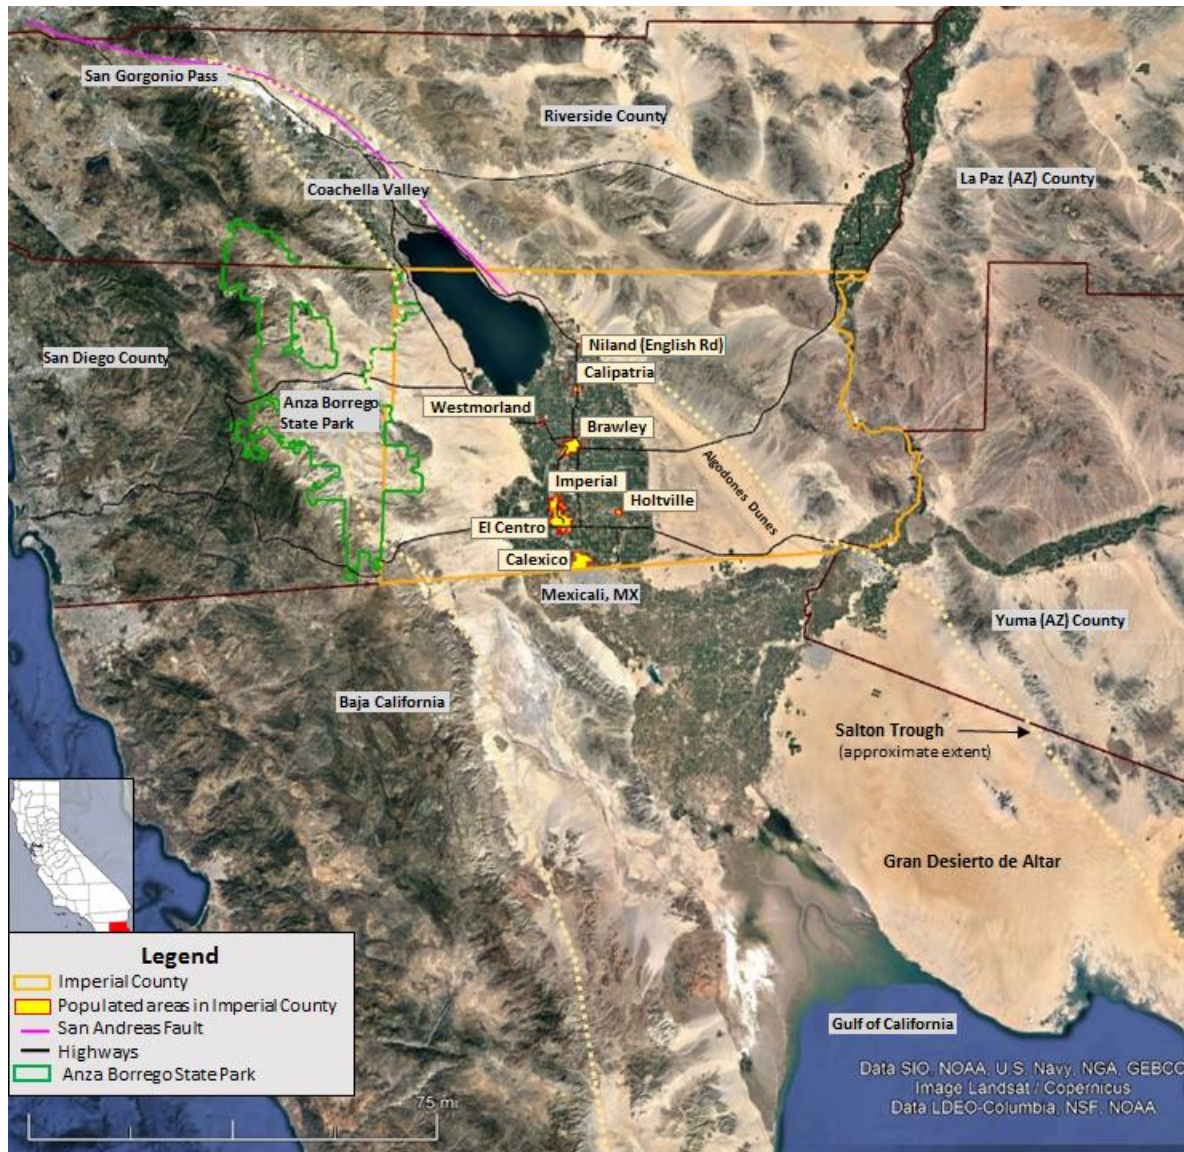 San Gorgonio Pass
Riverside County
La Paz (AZ) County
Coachella Valley
San Diego County
Niland (English Rd)
Calipatria
Anza Borrego
State Park
Westmorland
Brawley
Algodones Dunes
Imperial
Holtville
El Centro
Calexico
Mexicali, MX
Yuma (AZ) County
Baja California
Salton Trough
(approximate extent)
Gran Desierto de Altar
Legend
Imperial County
Populated areas in Imperial County
San Andreas Fault
Highways
Anza Borrego State Park
Gulf of California
75 mi
Data SIO, NOAA, U.S. Navy, NGA, GEBCO
Image Landsat / Copernicus
Data LDEO-Columbia, NSF, NOAA